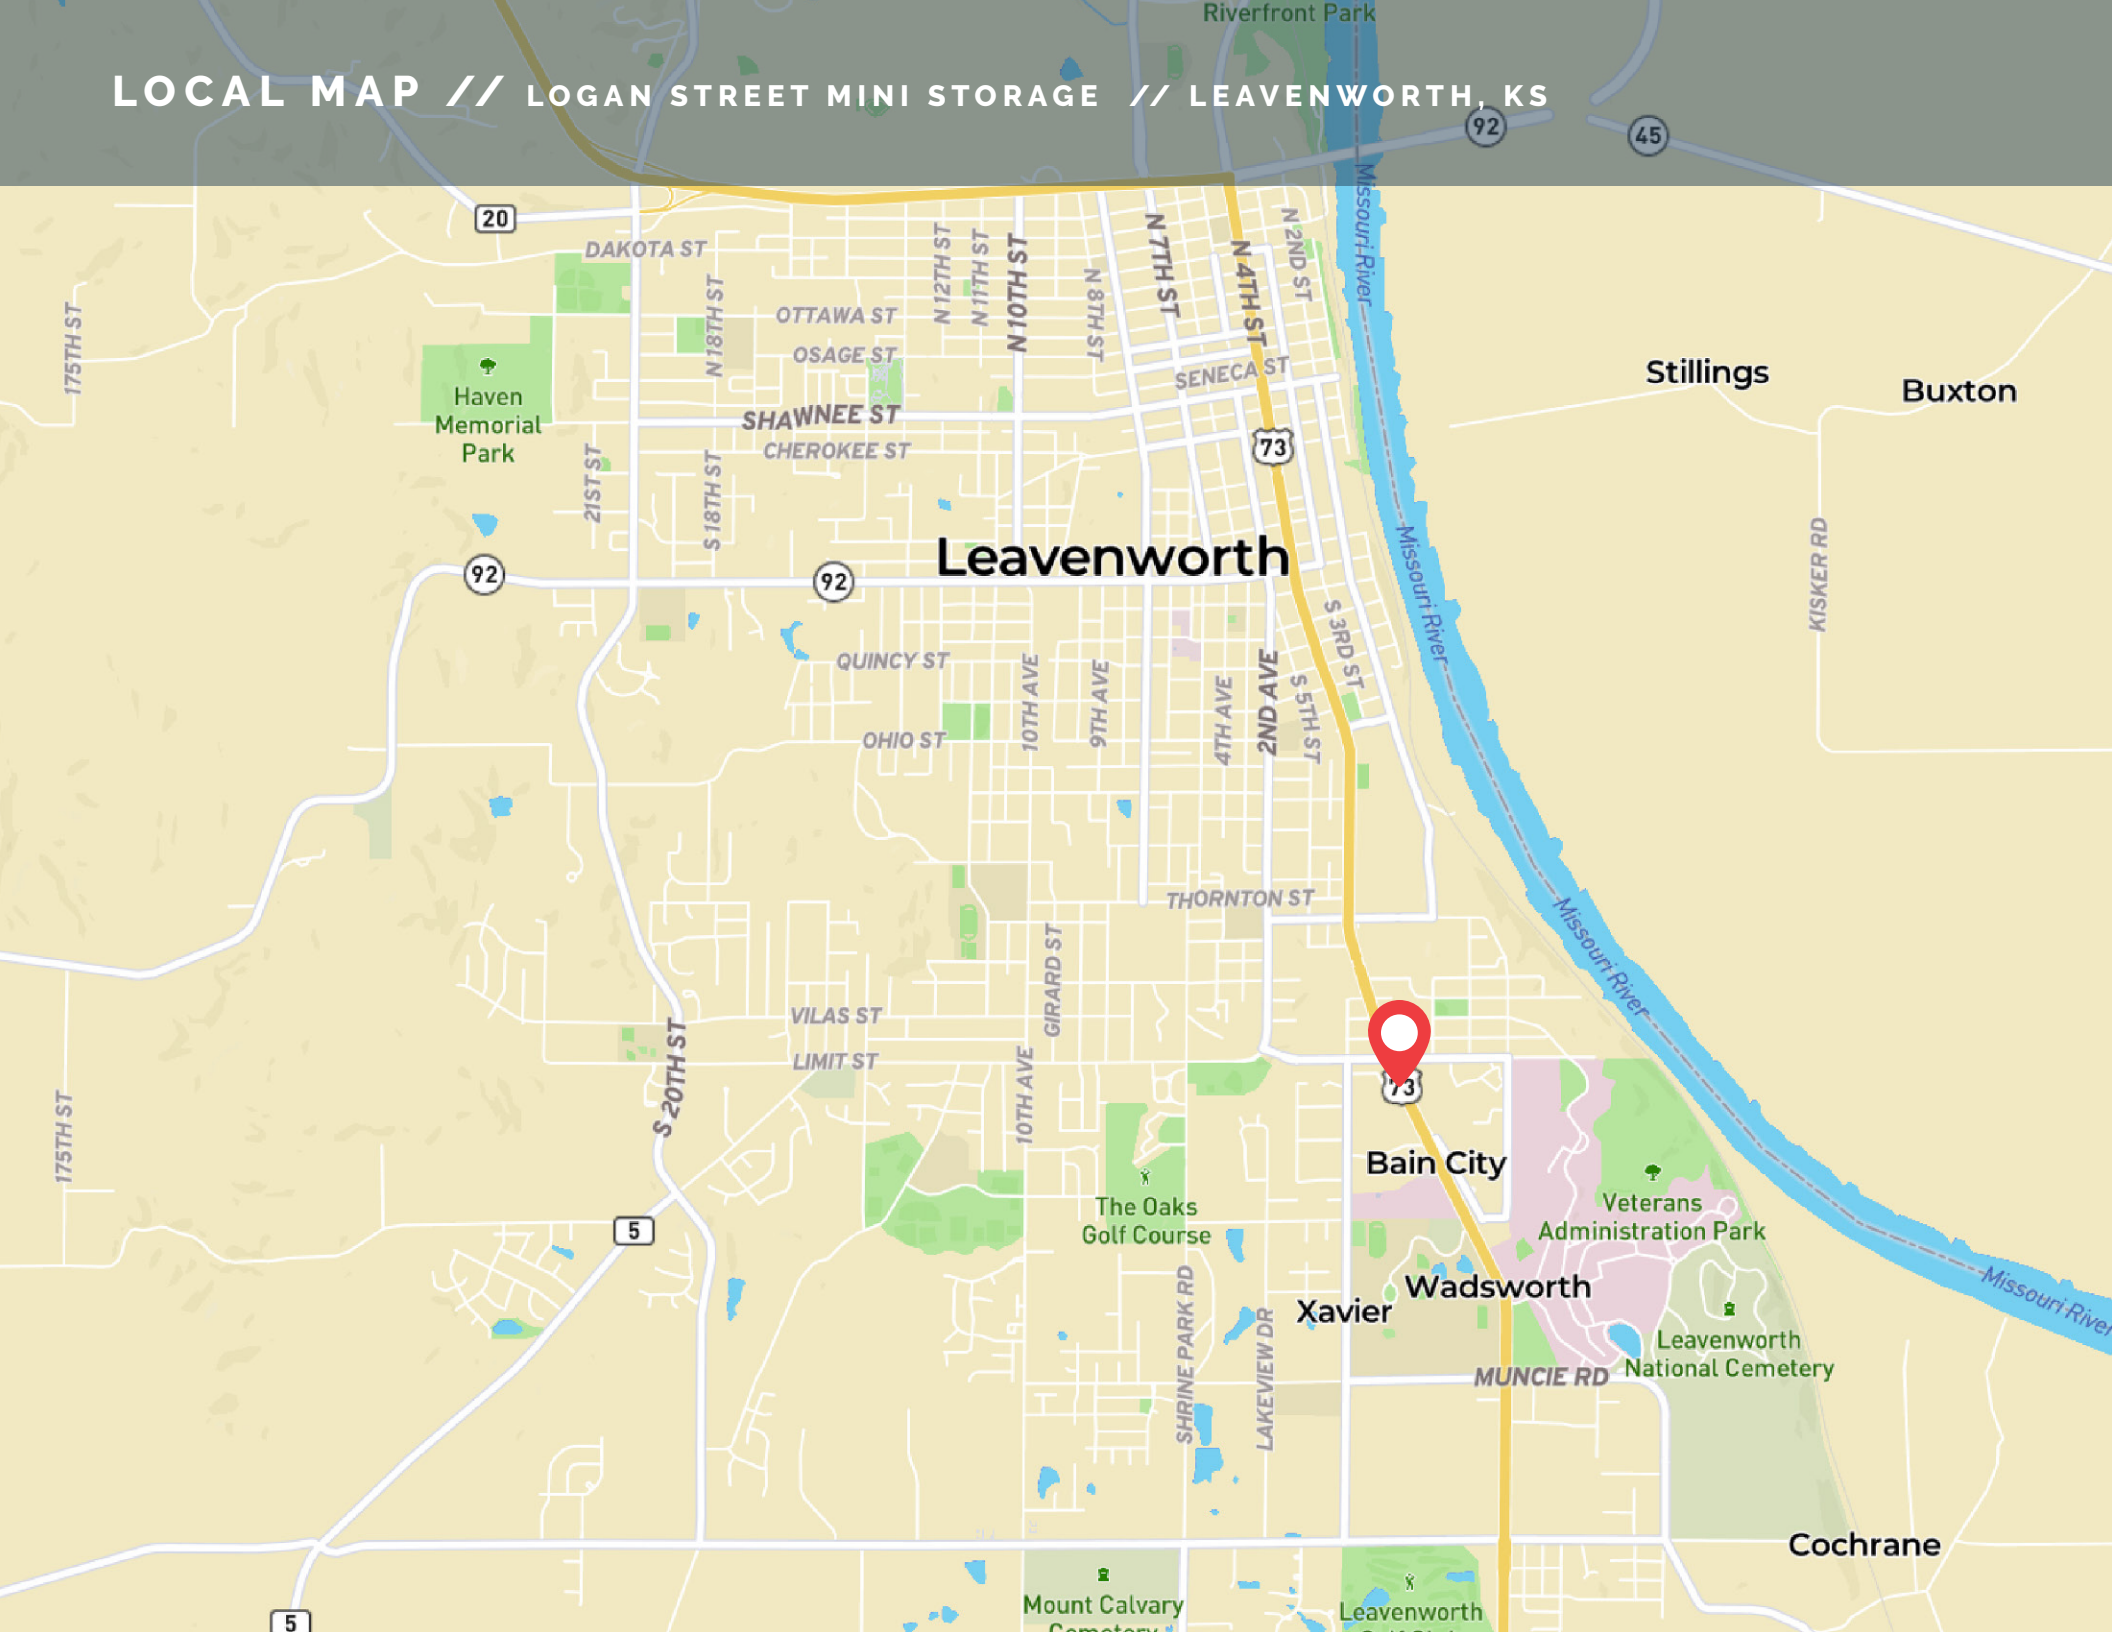 Riverfront Park
LOCAL MAP // LOGAN STREET MINI STORAGE // LEAVENWORTH, KS
92
45
Missouri River
20
DAKOTA ST
N 12TH ST
N 11TH ST
N 10TH ST
N 8TH ST
N 7TH ST
N 4TH ST
N 2ND ST
175TH ST
N 18TH ST
OTTAWA ST
OSAGE ST
SENECA ST
Stillings
Buxton
Haven
Memorial
Park
SHAWNEE ST
CHEROKEE ST
73
21ST ST
S 18TH ST
Leavenworth
92
92
Missouri River
KISKER RD
S 3RD ST
QUINCY ST
10TH AVE
9TH AVE
4TH AVE
2ND AVE
S 5TH ST
OHIO ST
THORNTON ST
Missouri River
GIRARD ST
VILAS ST
LIMIT ST
S 20TH ST
10TH AVE
175TH ST
73
Bain City
The Oaks
Golf Course
Veterans
Administration Park
5
Wadsworth
Xavier
Missouri River
SHRINE PARK RD
LAKEVIEW DR
Leavenworth
National Cemetery
MUNCIE RD
Cochrane
Mount Calvary
Cemetery
Leavenworth
5